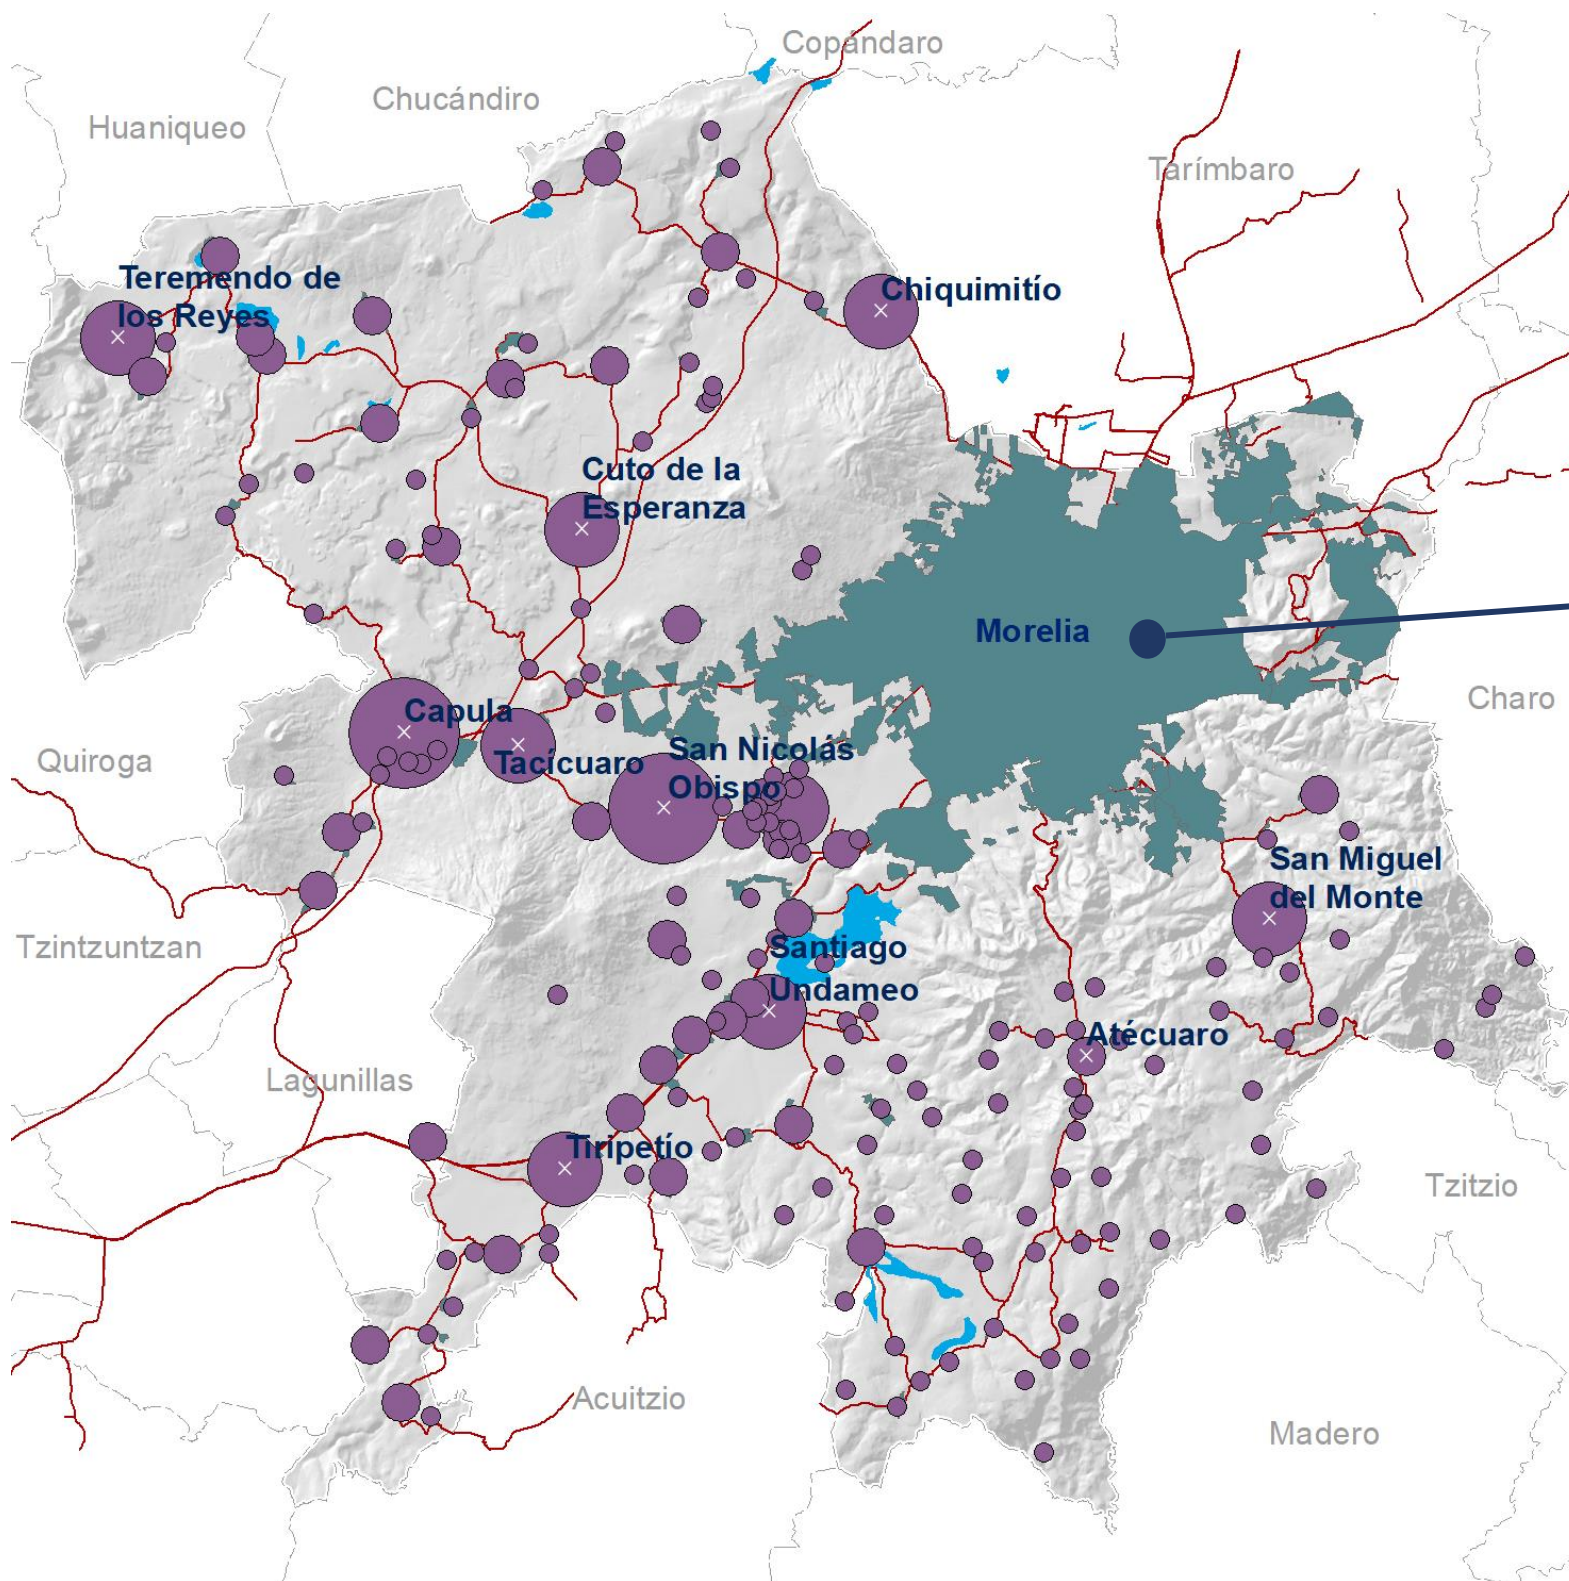 Copándaro
Chucándiro
Huaniqueo
Tarímbaro
Teremendo de
los Reyes
Chiquimitío
Cuto de la
Esperanza
Morelia
Charo
Capula
Quiroga
Tacícuaro
San Nicolás
Obispo
San Miguel
del Monte
Tzintzuntzan
Santiago
Undameo
Atécuaro
Lagunillas
Tiripetío
Tzitzio
Acuitzio
Madero